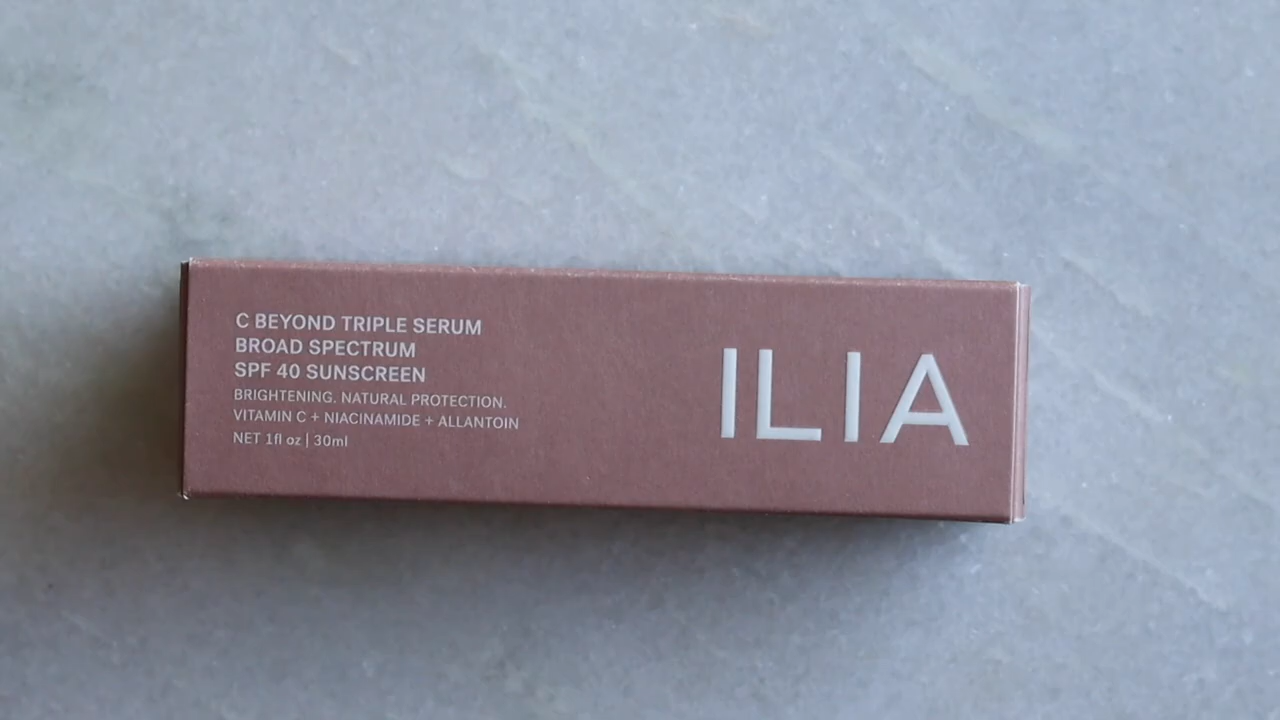 C BEYOND TRIPLE SERUM
BROAD SPECTRUM
SPF 40 SUNSCREEN
BRIGHTENING. NATURAL PROTECTION.
VITAMIN C + NIACINAMIDE + ALLANTOIN
NET 1fl oz | 30ml
ILIA